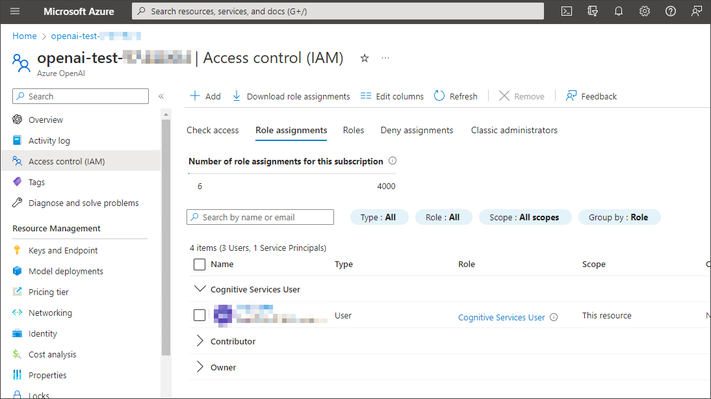 Microsoft Azure
Search resources, services, and docs (G+/)
Home > openai-test-
openai-test- | Access control (IAM)
Azure OpenAI
Search
Add
Download role assignments
Edit columns
Refresh
Remove
Feedback
Overview
Activity log
Access control (IAM)
Tags
Diagnose and solve problems
Resource Management
Keys and Endpoint
Model deployments
Pricing tier
Networking
Identity
Cost analysis
Properties
Locks
Check access
Role assignments
Roles
Deny assignments
Classic administrators
Number of role assignments for this subscription
6
4000
Search by name or email
Type : All
Role : All
Scope : All scopes
Group by : Role
4 items (3 Users, 1 Service Principals)
Name
Type
Role
Scope
Cognitive Services User
User
Cognitive Services User
This resource
Contributor
Owner